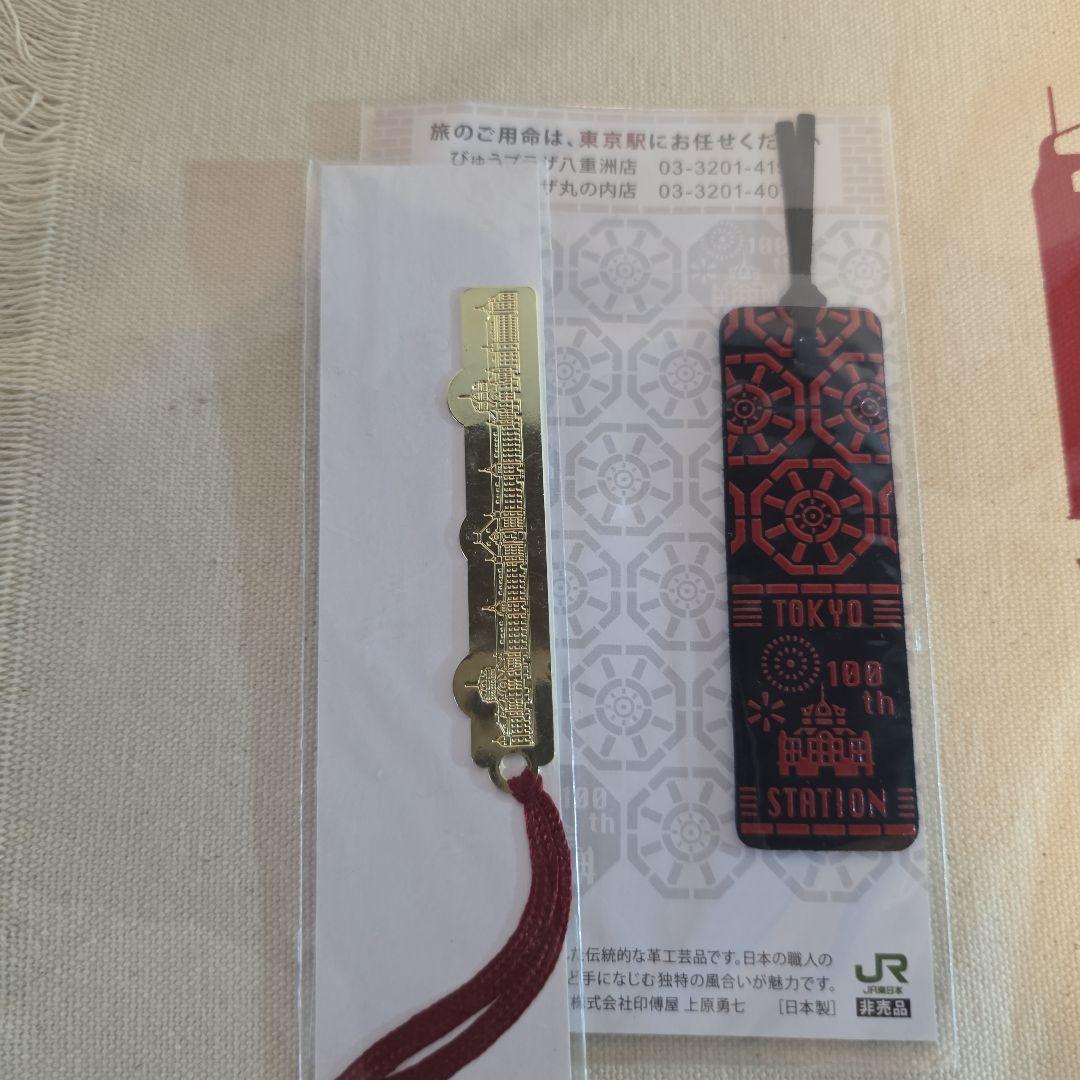 旅のご用命は、東京駅にお任せくだ
びゅうプラザ八重洲店 03-3201-41
ザ丸の内店 03-3201-40
100
TOKYO
100
th
STATION
100
th
た伝統的な革工芸品です。日本の職人の
と手になじむ独特の風合いが魅力です。
株式会社印傳屋 上原勇七 [日本製]
JR
JR東日本
非売品